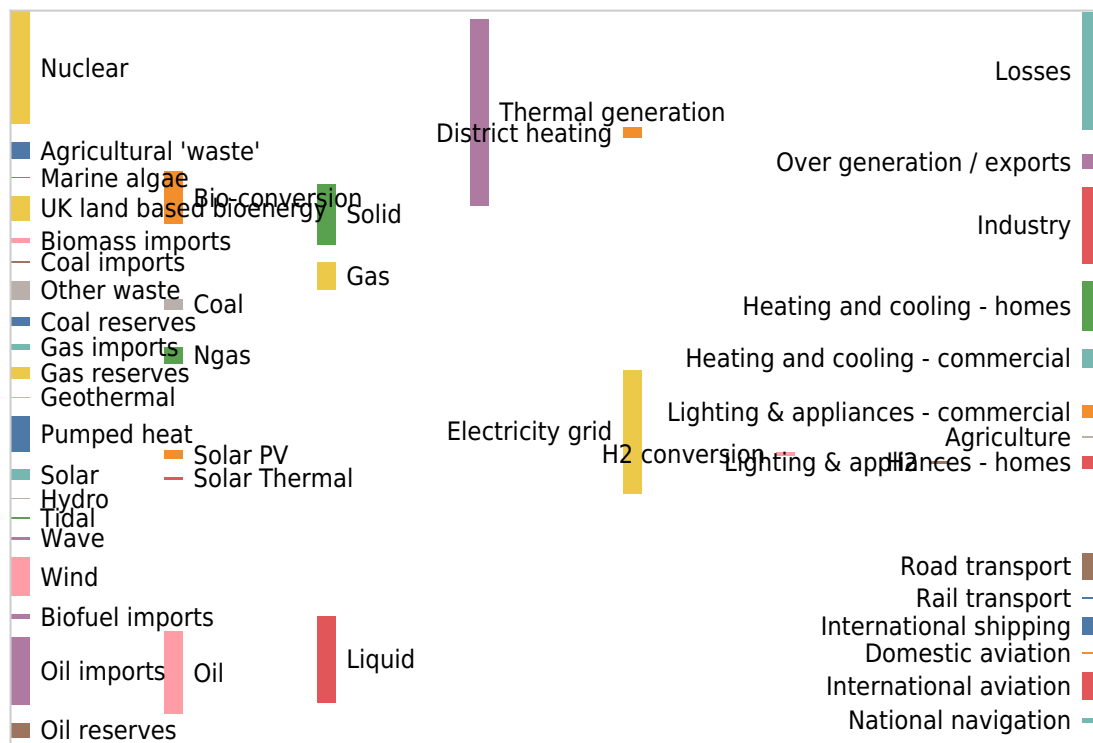 Nuclear
Agricultural 'waste'
Marine algae
UK land based bioenergy
Biomass imports
Coal imports
Other waste
Coal reserves
Gas imports
Gas reserves
Geothermal
Pumped heat
Solar
Hydro
Tidal
Wave
Wind
Biofuel imports
Oil imports
Oil reserves
Bio-conversion
Coal
Ngas
Solar PV
Solar Thermal
Oil
Solid
Gas
Liquid
Thermal generation
District heating
Electricity grid
H2 conversion
H2
Losses
Over generation / exports
Industry
Heating and cooling - homes
Heating and cooling - commercial
Lighting & appliances - commercial
Agriculture
Lighting & appliances - homes
Road transport
Rail transport
International shipping
Domestic aviation
International aviation
National navigation